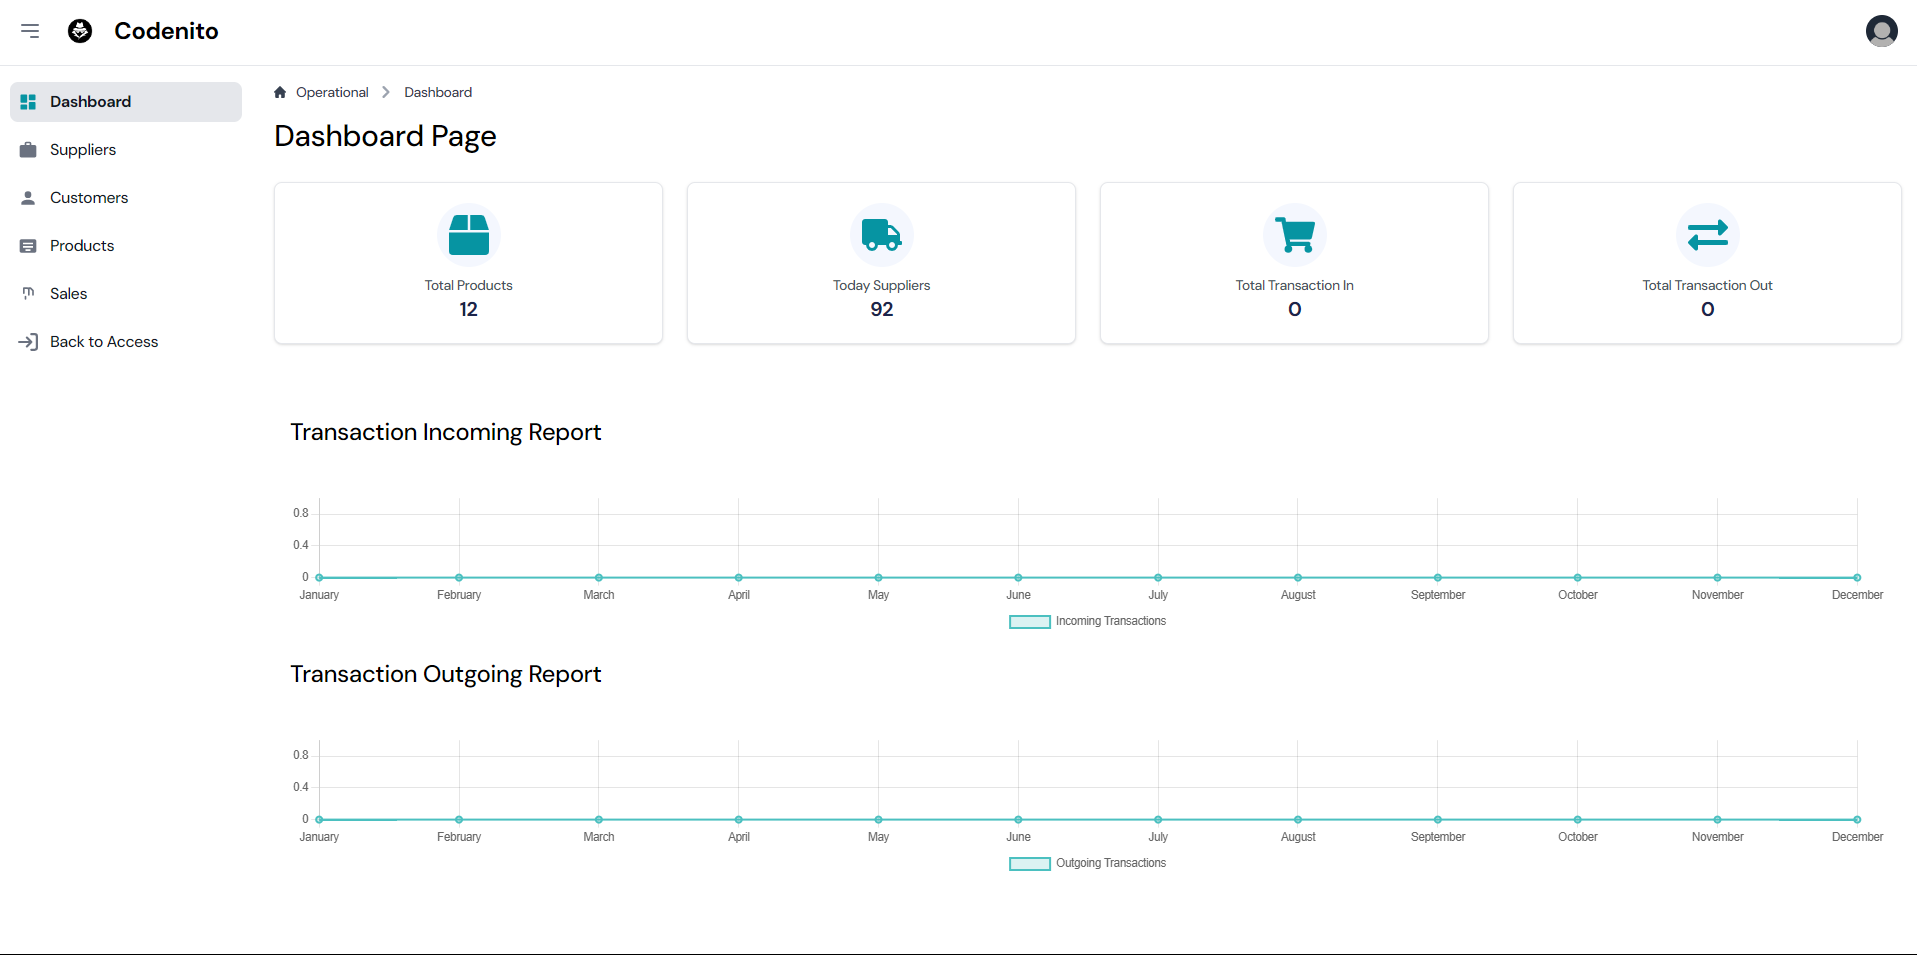 Codenito
Dashboard
Suppliers
Customers
Products
Sales
Back to Access
Operational Dashboard
Dashboard Page
Total Products
12
Today Suppliers
92
Total Transaction In
0
Total Transaction Out
0
Transaction Incoming Report
0.8
0.4
0
January February March April May June July August September October November December
Incoming Transactions
Transaction Outgoing Report
0.8
0.4
0
January February March April May June July August September October November December
Outgoing Transactions